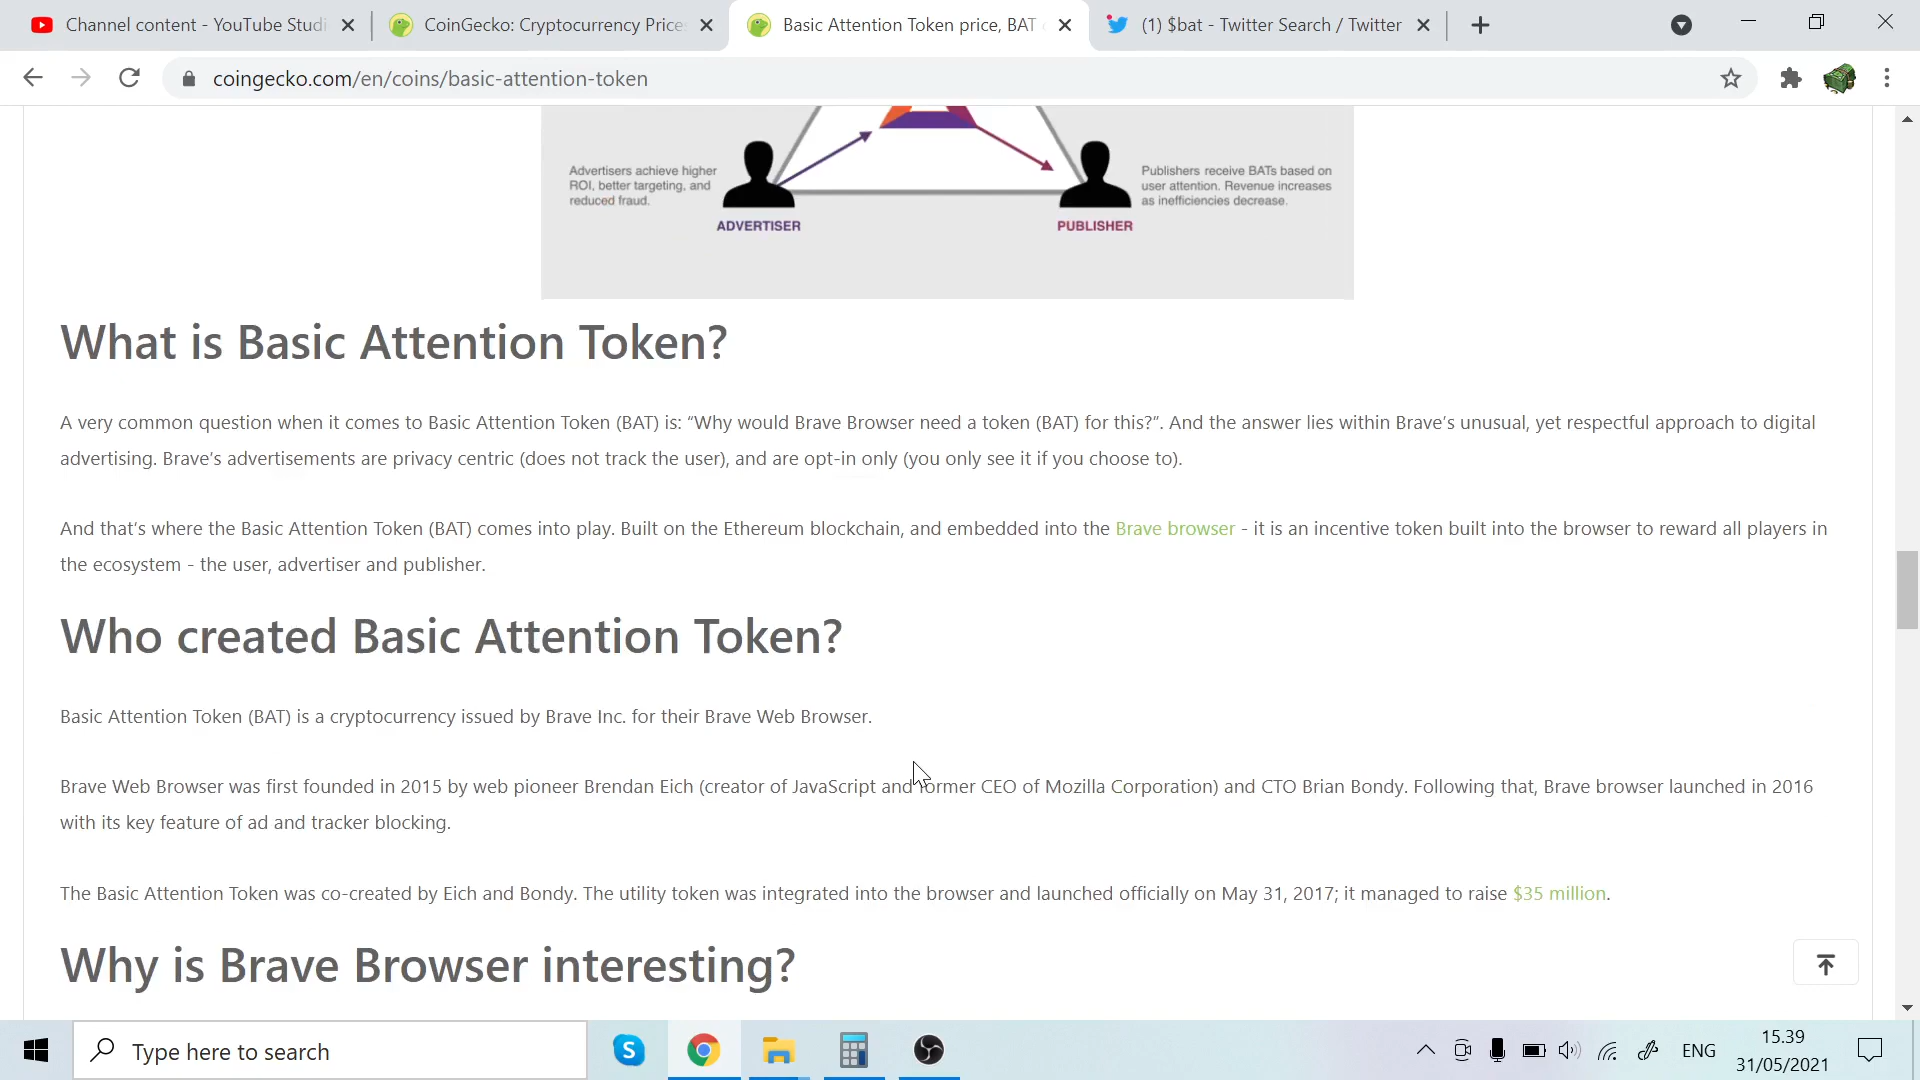 Channel content - YouTube Studi
CoinGecko: Cryptocurrency Price
Basic Attention Token price, BAT
(1) $bat - Twitter Search / Twitter
coingecko.com/en/coins/basic-attention-token
Advertisers achieve higher
ROI, better targeting, and
reduced fraud.
ADVERTISER
Publishers receive BATs based on
user attention. Revenue increases
as inefficiencies decrease.
PUBLISHER
What is Basic Attention Token?
A very common question when it comes to Basic Attention Token (BAT) is: “Why would Brave Browser need a token (BAT) for this?”. And the answer lies within Brave’s unusual, yet respectful approach to digital
advertising. Brave’s advertisements are privacy centric (does not track the user), and are opt-in only (you only see it if you choose to).
And that’s where the Basic Attention Token (BAT) comes into play. Built on the Ethereum blockchain, and embedded into the Brave browser - it is an incentive token built into the browser to reward all players in
the ecosystem - the user, advertiser and publisher.
Who created Basic Attention Token?
Basic Attention Token (BAT) is a cryptocurrency issued by Brave Inc. for their Brave Web Browser.
Brave Web Browser was first founded in 2015 by web pioneer Brendan Eich (creator of JavaScript and former CEO of Mozilla Corporation) and CTO Brian Bondy. Following that, Brave browser launched in 2016
with its key feature of ad and tracker blocking.
The Basic Attention Token was co-created by Eich and Bondy. The utility token was integrated into the browser and launched officially on May 31, 2017; it managed to raise $35 million.
Why is Brave Browser interesting?
Type here to search
ENG
15.39
31/05/2021